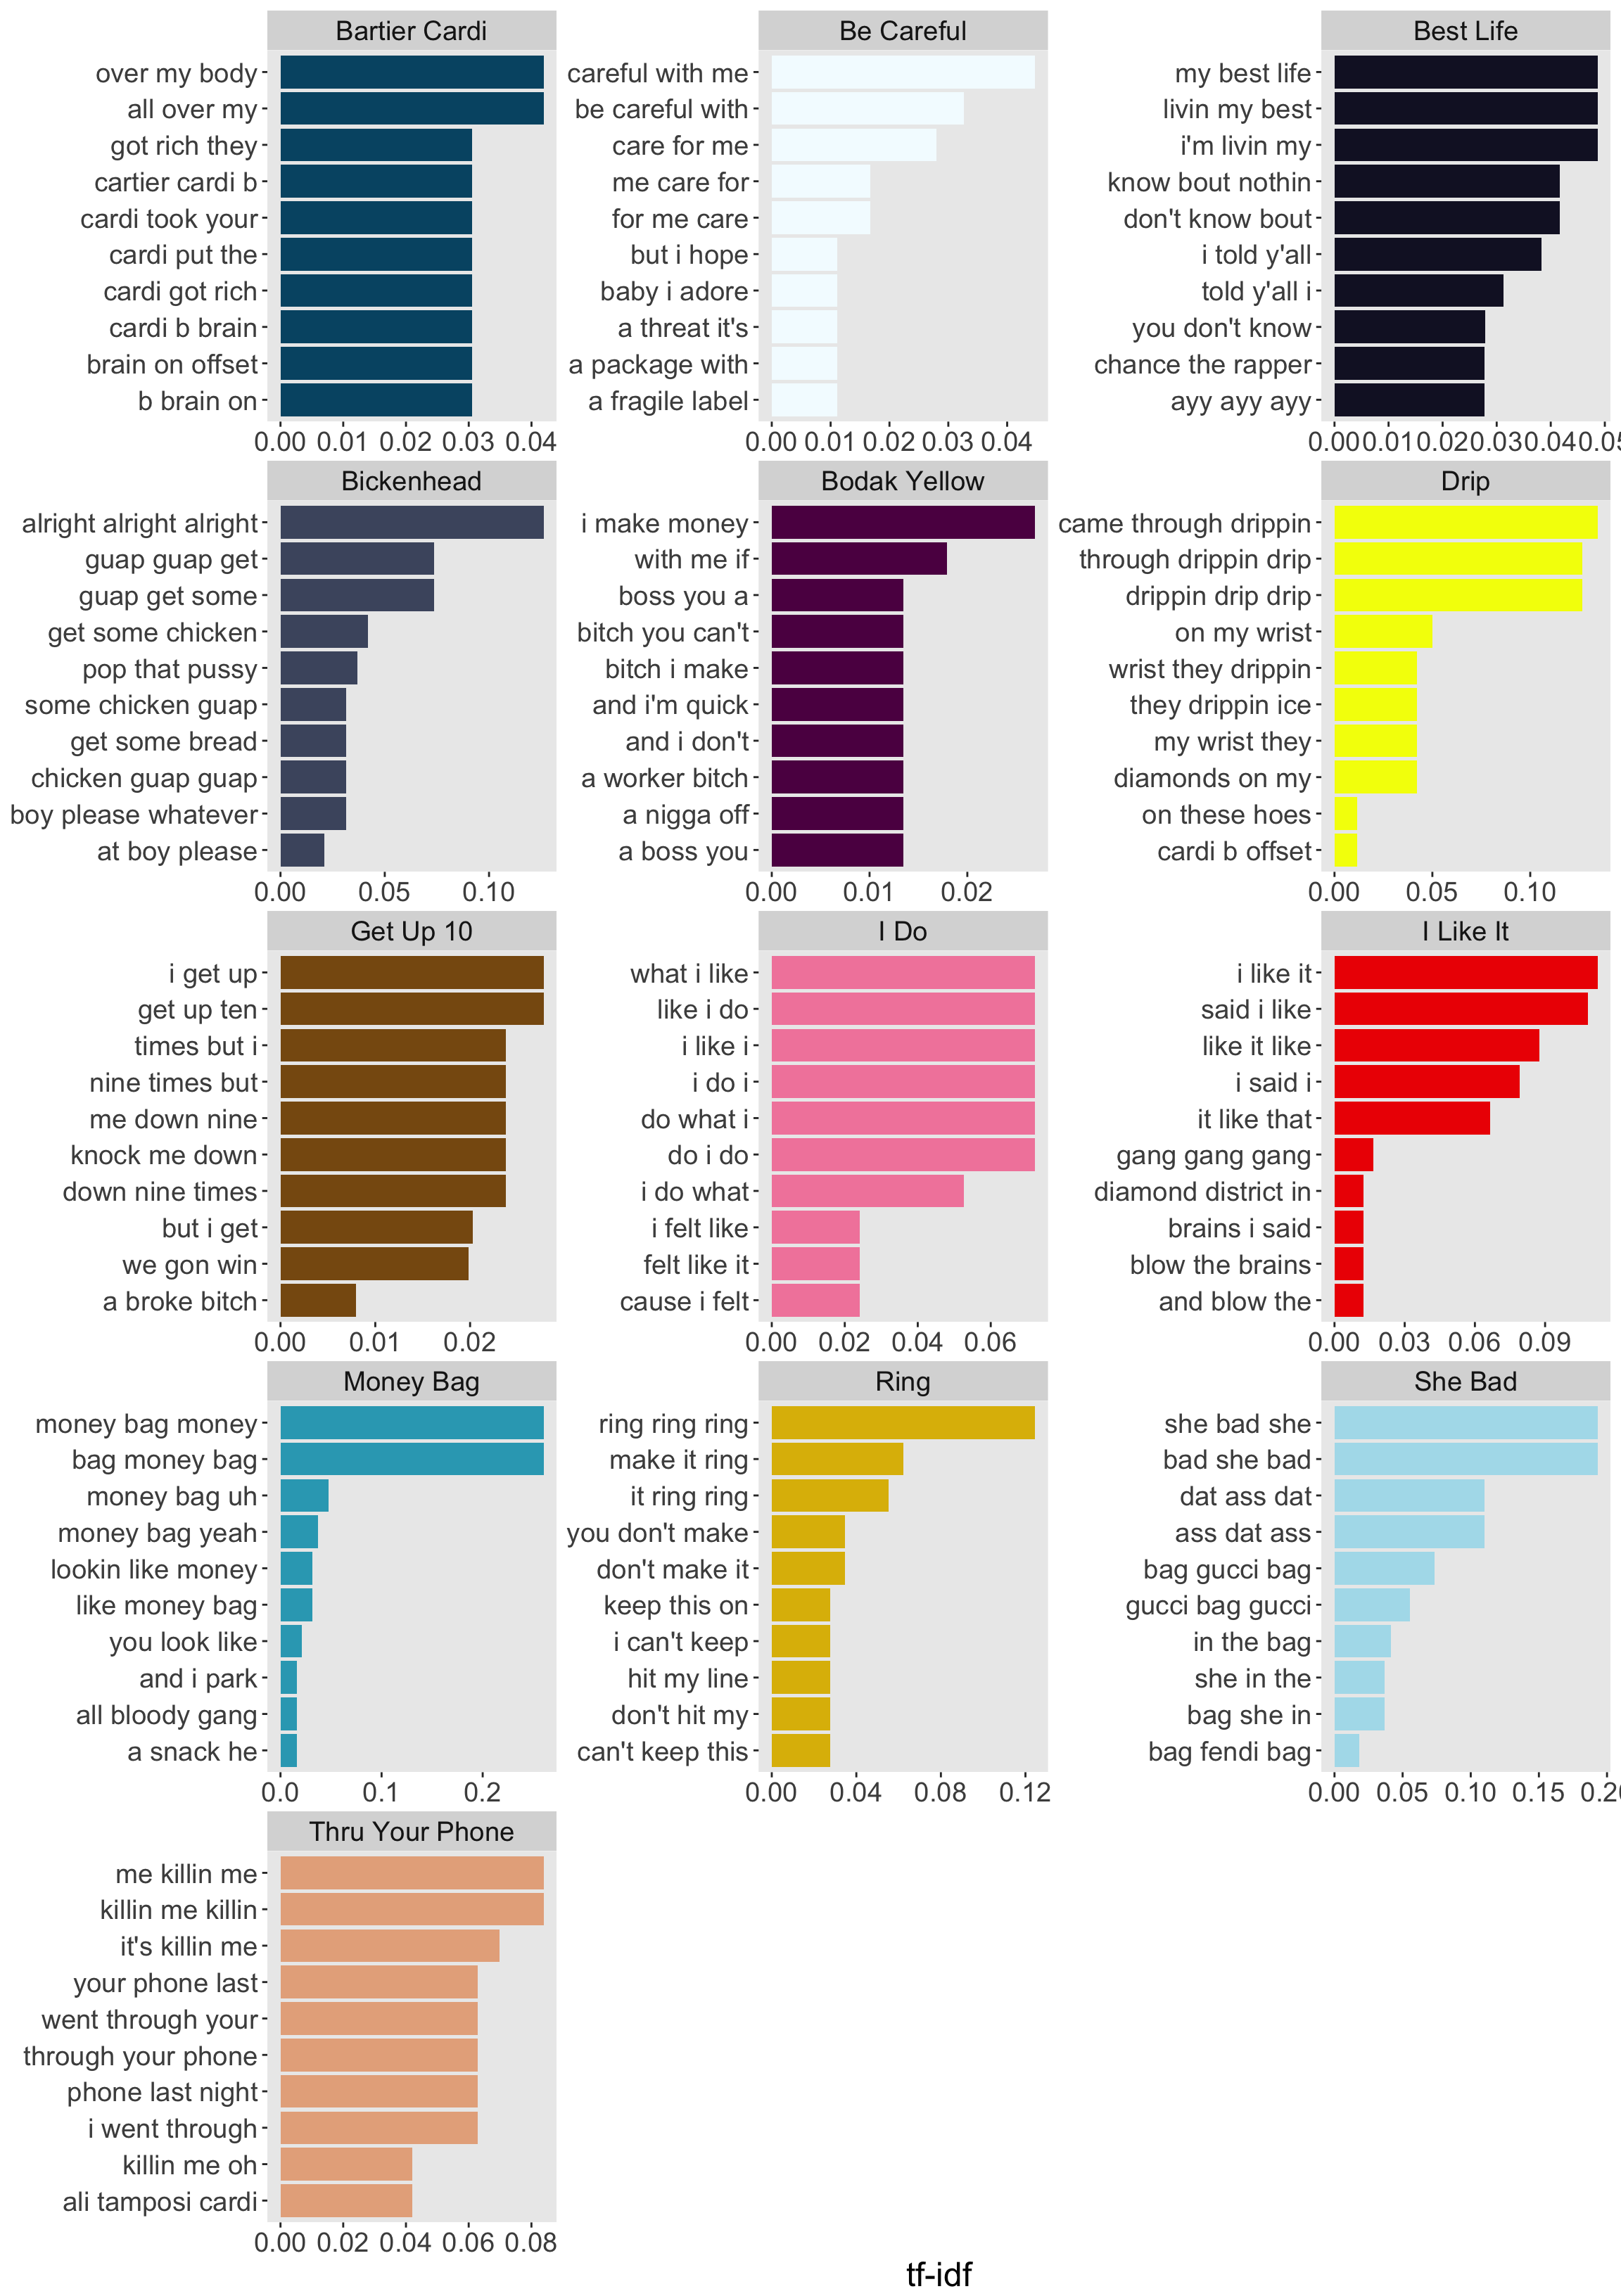 Bartier Cardi
over my body
all over my
got rich they
cartier cardi b
cardi took your
cardi put the
cardi got rich
cardi b brain
brain on offset
b brain on
0.00 0.01 0.02 0.03 0.04
Be Careful
careful with me
be careful with
care for me
me care for
for me care
but i hope
baby i adore
a threat it's
a package with
a fragile label
0.00 0.01 0.02 0.03 0.04
Best Life
my best life
livin my best
i'm livin my
know bout nothin
don't know bout
i told y'all
told y'all i
you don't know
chance the rapper
ayy ayy ayy
0.00 0.01 0.02 0.03 0.04 0.05
Bickenhead
alright alright alright
guap guap get
guap get some
get some chicken
pop that pussy
some chicken guap
get some bread
chicken guap guap
boy please whatever
at boy please
0.00 0.05 0.10
Bodak Yellow
i make money
with me if
boss you a
bitch you can't
bitch i make
and i'm quick
and i don't
a worker bitch
a nigga off
a boss you
0.00 0.01 0.02
Drip
came through drippin
through drippin drip
drippin drip drip
on my wrist
wrist they drippin
they drippin ice
my wrist they
diamonds on my
on these hoes
cardi b offset
0.00 0.05 0.10
Get Up 10
i get up
get up ten
times but i
nine times but
me down nine
knock me down
down nine times
but i get
we gon win
a broke bitch
0.00 0.01 0.02
I Do
what i like
like i do
i like i
i do i
do what i
do i do
i do what
i felt like
felt like it
cause i felt
0.00 0.02 0.04 0.06
I Like It
i like it
said i like
like it like
i said i
it like that
gang gang gang
diamond district in
brains i said
blow the brains
and blow the
0.00 0.03 0.06 0.09
Money Bag
money bag money
bag money bag
money bag uh
money bag yeah
lookin like money
like money bag
you look like
and i park
all bloody gang
a snack he
0.0 0.1 0.2
Ring
ring ring ring
make it ring
it ring ring
you don't make
don't make it
keep this on
i can't keep
hit my line
don't hit my
can't keep this
0.00 0.04 0.08 0.12
She Bad
she bad she
bad she bad
dat ass dat
ass dat ass
bag gucci bag
gucci bag gucci
in the bag
she in the
bag she in
bag fendi bag
0.00 0.05 0.10 0.15 0.20
Thru Your Phone
me killin me
killin me killin
it's killin me
your phone last
went through your
through your phone
phone last night
i went through
killin me oh
ali tamposi cardi
0.00 0.02 0.04 0.06 0.08
tf-idf